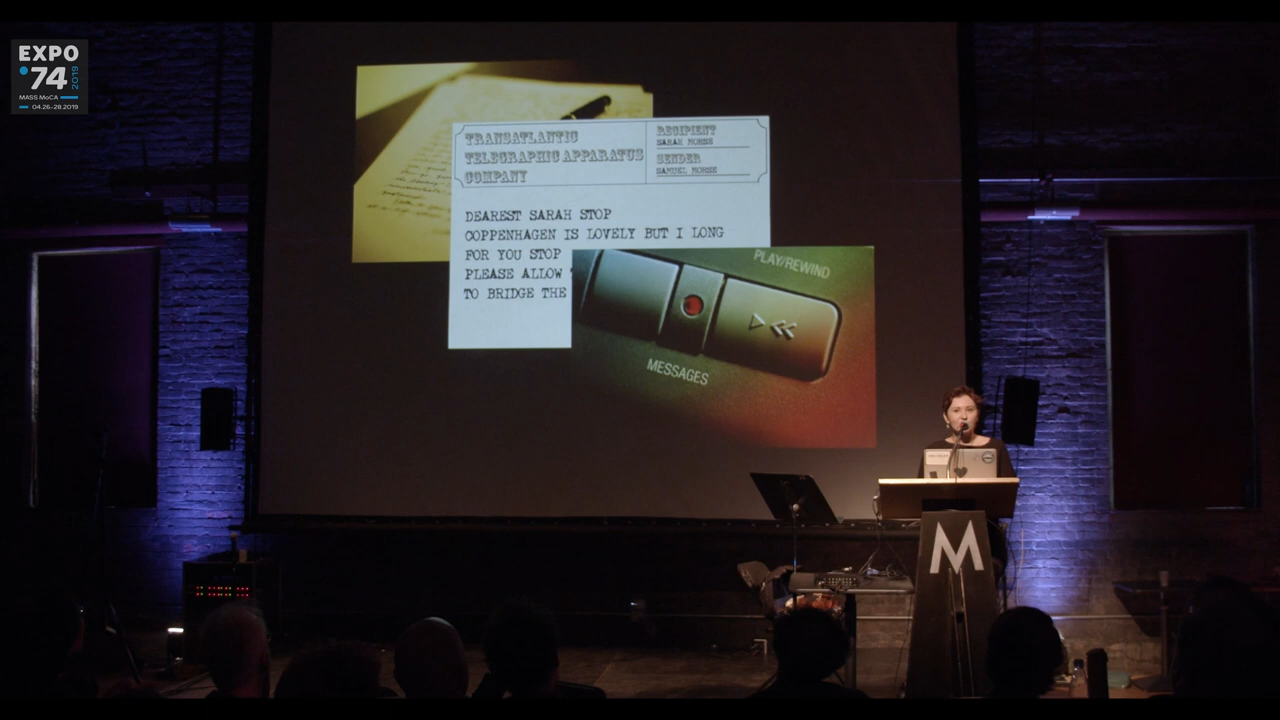 EXPO
74
2019
MASS MoCA
04.26-28.2019
TRANSATLANTIC
TELEGRAPHIC APPARATUS
COMPANY
RECIPIENT
SARAH MORSE
SENDER
SAMUEL MORSE
DEAREST SARAH STOP
COPPENHAGEN IS LOVELY BUT I LONG
FOR YOU STOP
PLEASE ALLOW
TO BRIDGE THE
PLAY/REWIND
MESSAGES
M